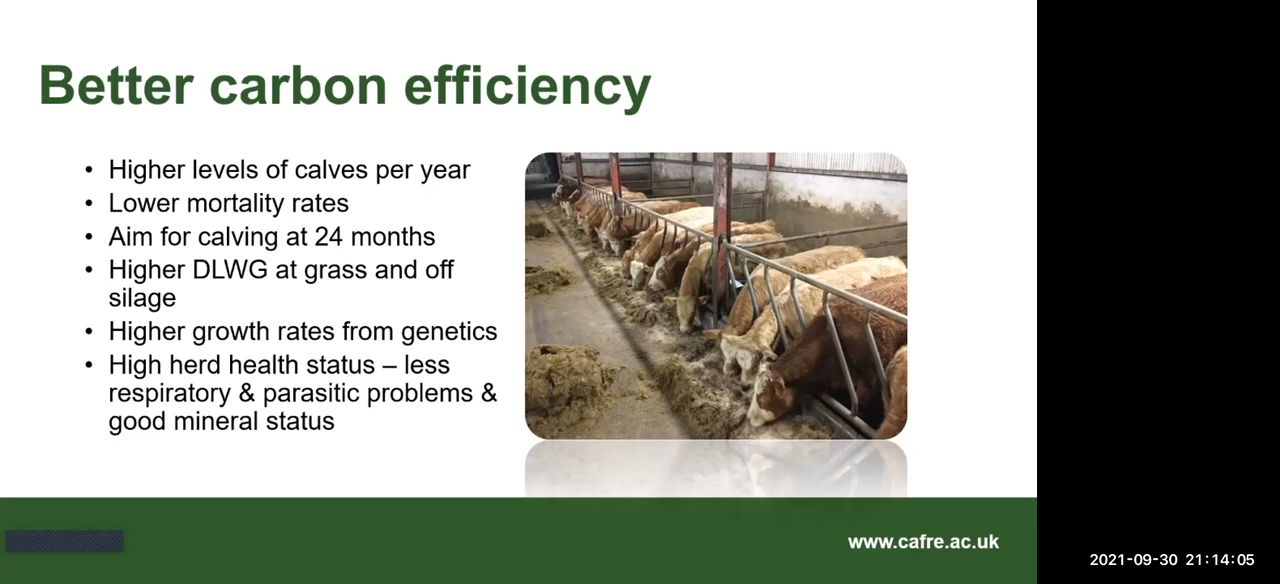 Better carbon efficiency
• Higher levels of calves per year
• Lower mortality rates
• Aim for calving at 24 months
• Higher DLWG at grass and off
silage
• Higher growth rates from genetics
• High herd health status – less
respiratory & parasitic problems &
good mineral status
www.cafre.ac.uk
2021-09-30 21:14:05